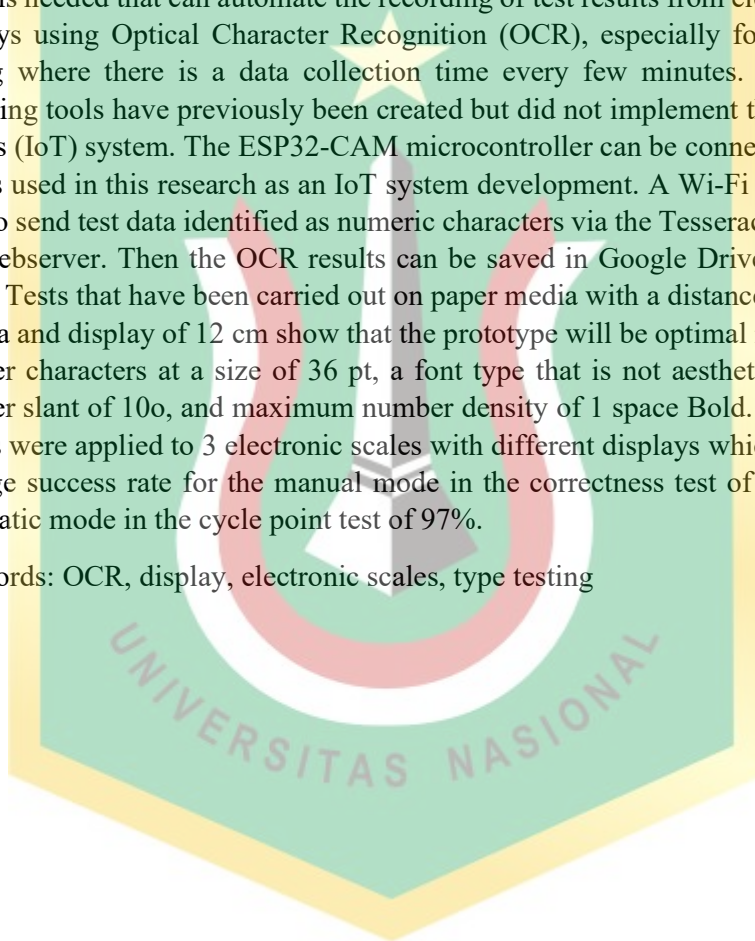 is needed that can automate the recording of test results from
ys using Optical Character Recognition (OCR), especially fo
g where there is a data collection time every few minutes.
ing tools have previously been created but did not implement t
s (IoT) system. The ESP32-CAM microcontroller can be conne
s used in this research as an IoT system development. A Wi-Fi
o send test data identified as numeric characters via the Tesserac
ebserver. Then the OCR results can be saved in Google Driv
Tests that have been carried out on paper media with a distanc
a and display of 12 cm show that the prototype will be optimal
er characters at a size of 36 pt, a font type that is not aesthet
er slant of 10o, and maximum number density of 1 space Bold.
s were applied to 3 electronic scales with different displays whi
ge success rate for the manual mode in the correctness test of
atic mode in the cycle point test of 97%.
ords: OCR, display, electronic scales, type testing
UNIVERSITAS NASIONAL